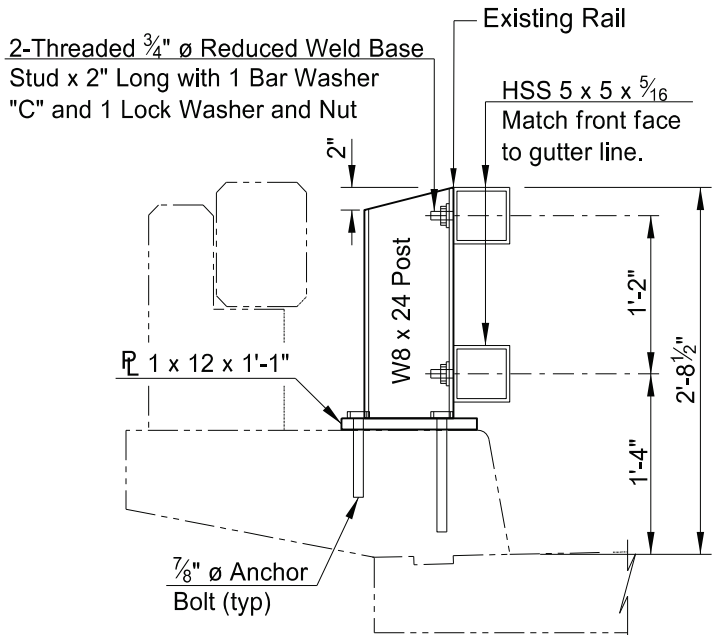 Existing Rail
2-Threaded ¾" ø Reduced Weld Base
Stud x 2" Long with 1 Bar Washer
"C" and 1 Lock Washer and Nut
HSS 5 x 5 x 5⁄16
Match front face
to gutter line.
2"
W8 x 24 Post
1'-2"
2'-8½"
1'-4"
℄ 1 x 12 x 1'-1"
⅞" ø Anchor
Bolt (typ)